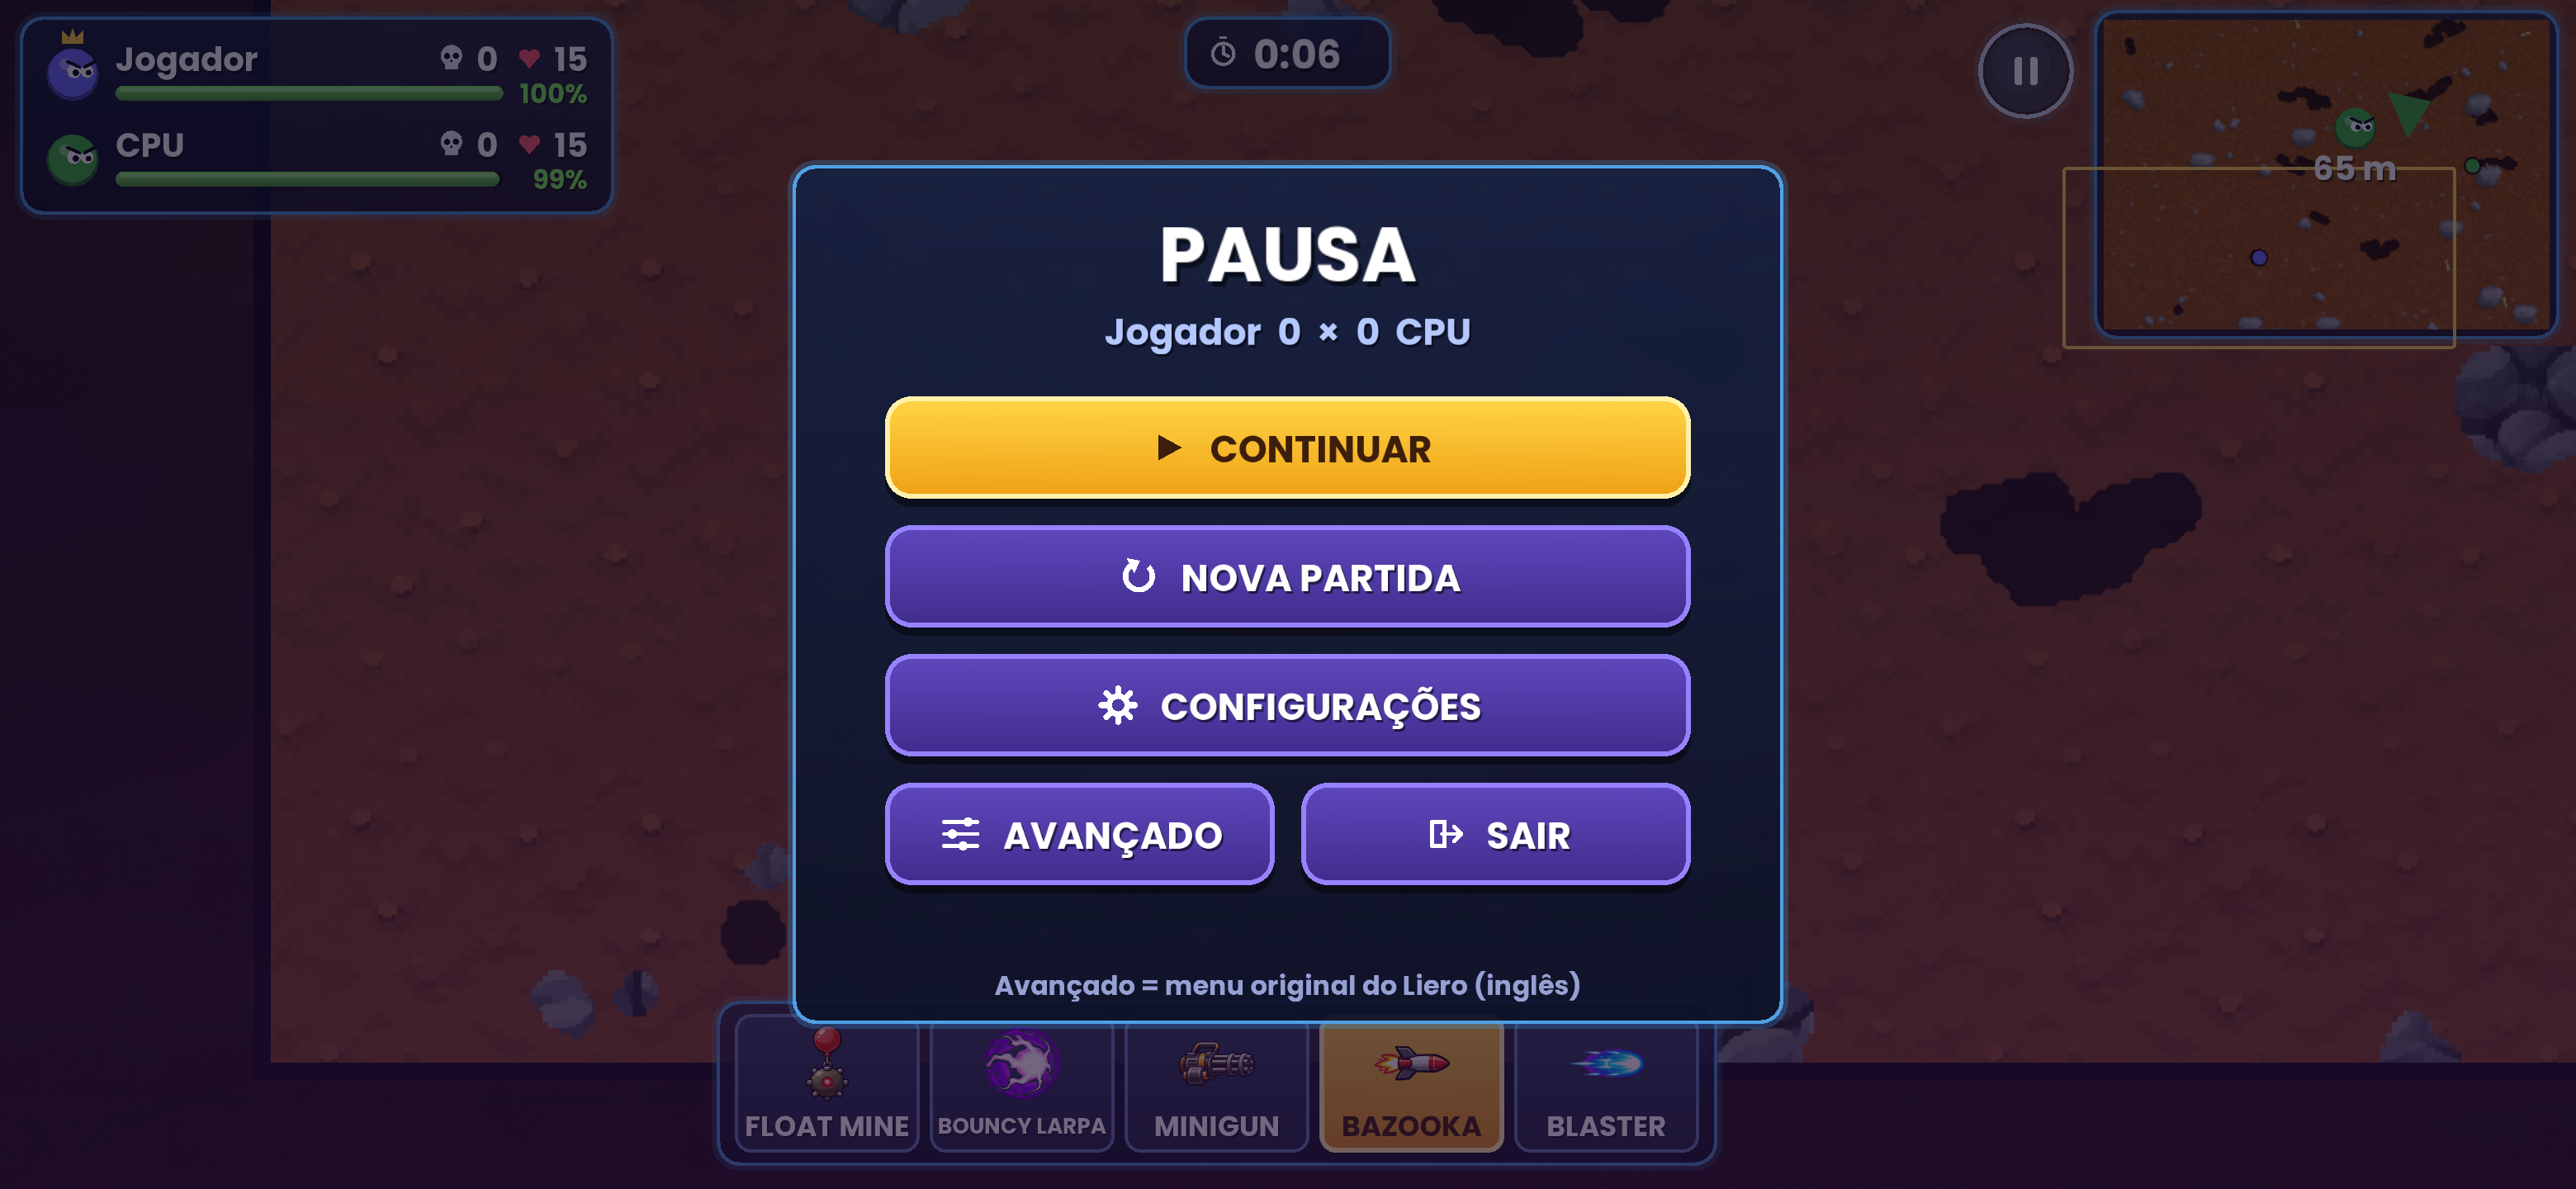 Jogador 0 15
100%
CPU 0 15
99%
0:06
65 m
PAUSA
Jogador 0 × 0 CPU
CONTINUAR
NOVA PARTIDA
CONFIGURAÇÕES
AVANÇADO
SAIR
Avançado = menu original do Liero (inglês)
FLOAT MINE
BOUNCY LARPA
MINIGUN
BAZOOKA
BLASTER